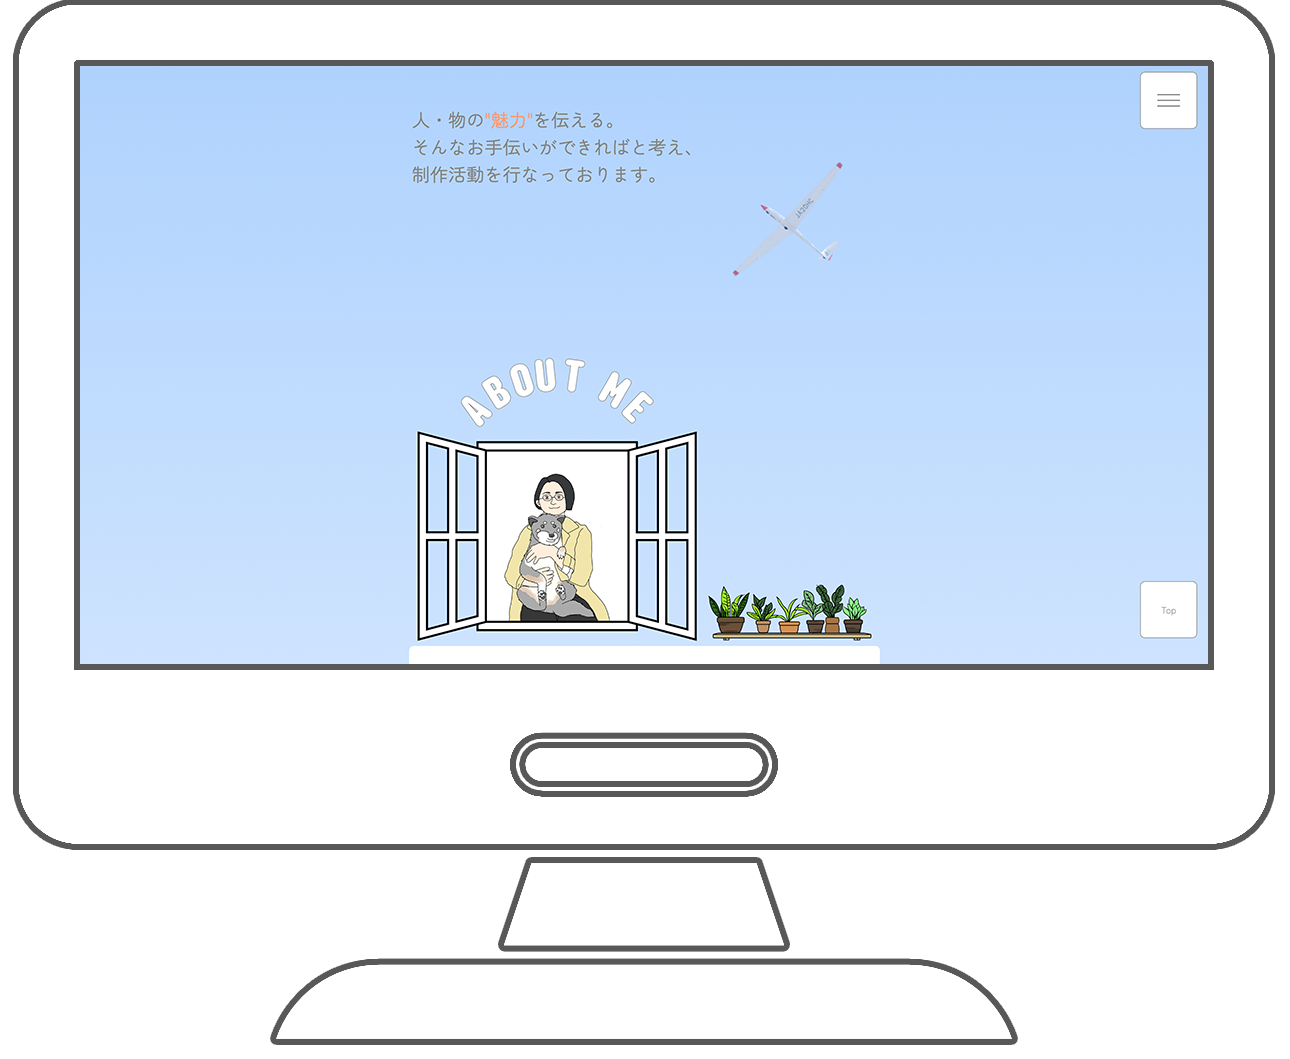 人・物の"魅力"を伝える。
そんなお手伝いができればと考え、
制作活動を行なっております。
JA20HC
ABOUT ME
Top